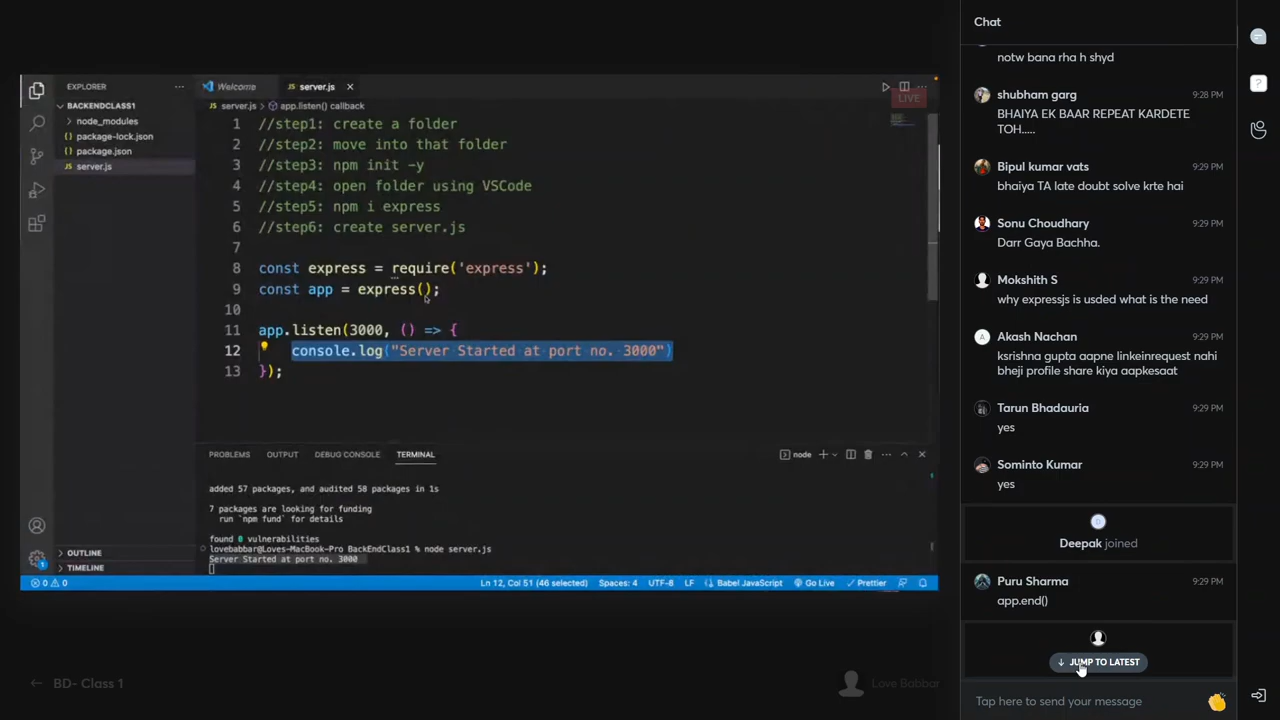 EXPLORER
BACKENDCLASS1
node_modules
package-lock.json
package.json
server.js
Welcome
server.js
LIVE
server.js > app.listen() callback
1 //step1: create a folder
2 //step2: move into that folder
3 //step3: npm init -y
4 //step4: open folder using VSCode
5 //step5: npm i express
6 //step6: create server.js
7
8 const express = require('express');
9 const app = express();
10
11 app.listen(3000, () => {
12 console.log("Server Started at port no. 3000")
13 });
PROBLEMS OUTPUT DEBUG CONSOLE TERMINAL
node
added 57 packages, and audited 58 packages in 1s
7 packages are looking for funding
run `npm fund` for details
found 0 vulnerabilities
lovebabbar@Loves-MacBook-Pro BackEndClass1 % node server.js
Server Started at port no. 3000
OUTLINE
TIMELINE
0 0 Ln 12, Col 51 (46 selected) Spaces: 4 UTF-8 LF Babel JavaScript Go Live Prettier
BD- Class 1
Love Babbar
Chat
notw bana rha h shyd
shubham garg 9:28 PM
BHAIYA EK BAAR REPEAT KARDETE
TOH.....
Bipul kumar vats 9:29 PM
bhaiya TA late doubt solve krte hai
Sonu Choudhary 9:29 PM
Darr Gaya Bachha.
Mokshith S 9:29 PM
why expressjs is usded what is the need
Akash Nachan 9:29 PM
ksrishna gupta aapne linkeinrequest nahi
bheji profile share kiya aapkesaat
Tarun Bhadauria 9:29 PM
yes
Sominto Kumar 9:29 PM
yes
D
Deepak joined
Puru Sharma 9:29 PM
app.end()
JUMP TO LATEST
Tap here to send your message